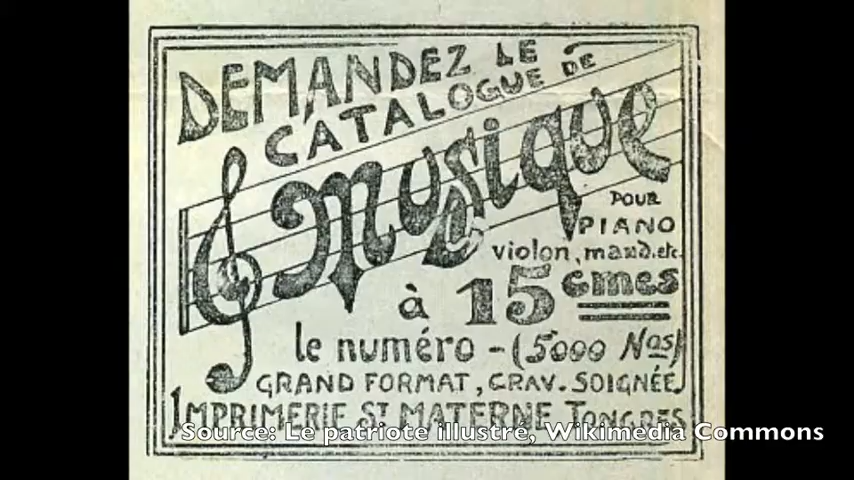 DEMANDEZ LE
CATALOGUE DE
Musique
POUR
PIANO
violon, mand. etc.
à 15 cmes
le numéro - (5000 Nos)
GRAND FORMAT, GRAV. SOIGNÉE
IMPRIMERIE ST MATERNE TONGRES
Source: Le patriote illustré, Wikimedia Commons